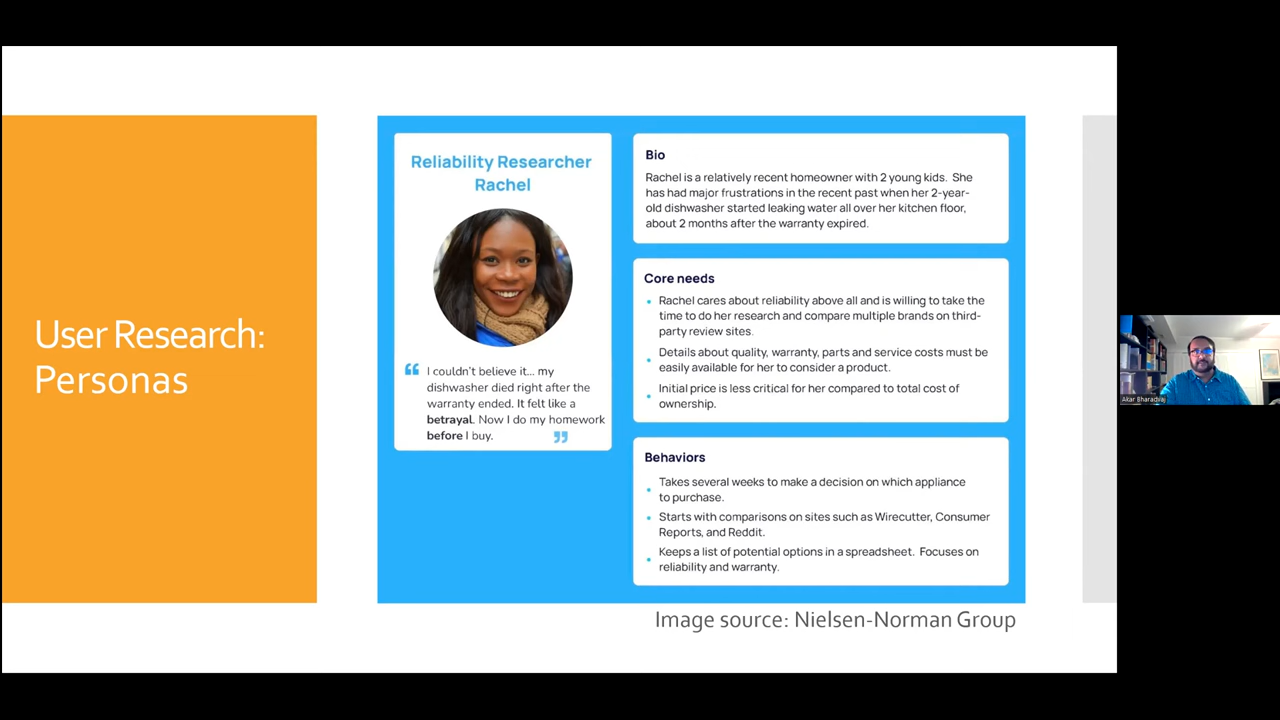 User Research:
Personas
Reliability Researcher
Rachel
“ I couldn't believe it... my
dishwasher died right after the
warranty ended. It felt like a
betrayal. Now I do my homework
before I buy. ”
Bio
Rachel is a relatively recent homeowner with 2 young kids. She
has had major frustrations in the recent past when her 2-year-
old dishwasher started leaking water all over her kitchen floor,
about 2 months after the warranty expired.
Core needs
• Rachel cares about reliability above all and is willing to take the
time to do her research and compare multiple brands on third-
party review sites.
• Details about quality, warranty, parts and service costs must be
easily available for her to consider a product.
• Initial price is less critical for her compared to total cost of
ownership.
Behaviors
• Takes several weeks to make a decision on which appliance
to purchase.
• Starts with comparisons on sites such as Wirecutter, Consumer
Reports, and Reddit.
• Keeps a list of potential options in a spreadsheet. Focuses on
reliability and warranty.
Image source: Nielsen-Norman Group
Akar Bharadvaj